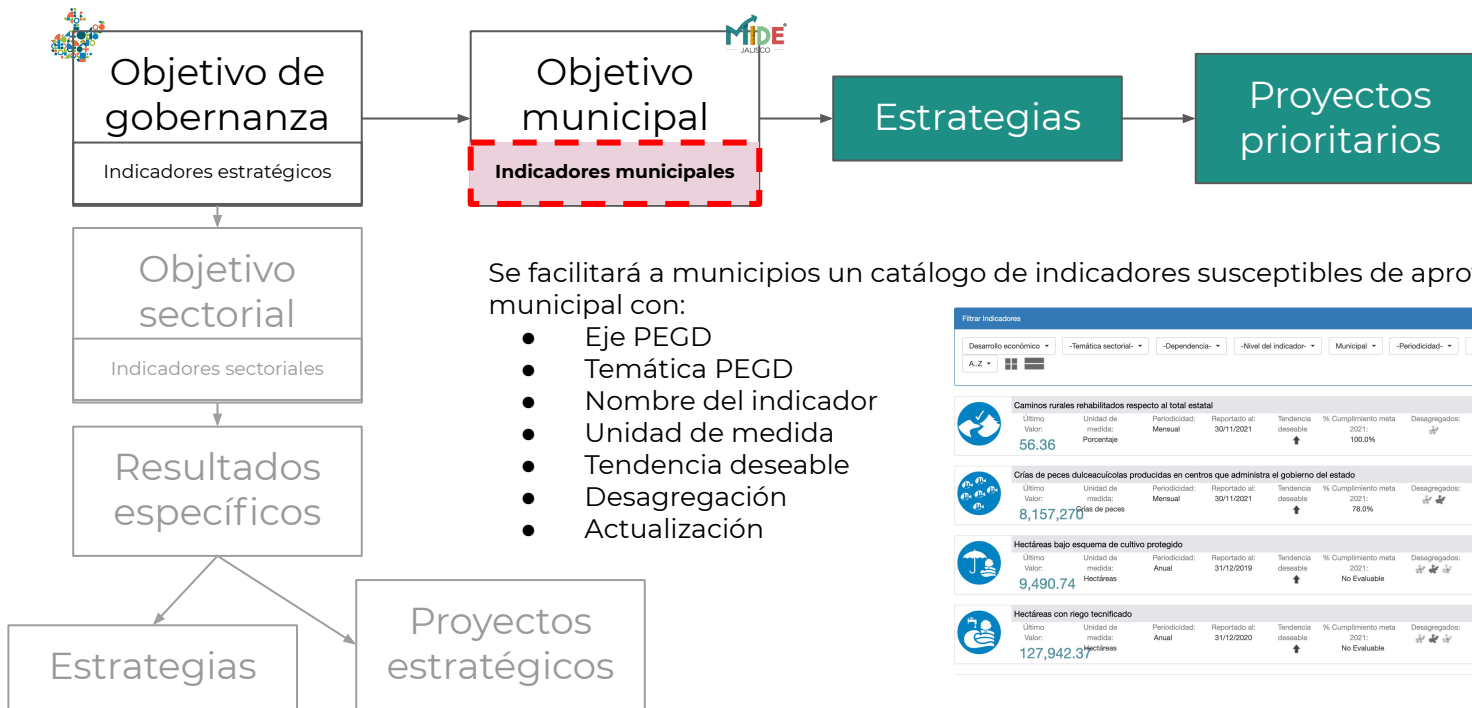 Objetivo de
gobernanza
Indicadores estratégicos
MIDE
JALISCO
Objetivo
municipal
Indicadores municipales
Estrategias
Proyectos
prioritarios
Objetivo
sectorial
Indicadores sectoriales
Resultados
específicos
Estrategias
Proyectos
estratégicos
Se facilitará a municipios un catálogo de indicadores susceptibles de
municipal con:
● Eje PEGD
● Temática PEGD
● Nombre del indicador
● Unidad de medida
● Tendencia deseable
● Desagregación
● Actualización
Filtrar Indicadores
Desarrollo económico -Temática sectorial- -Dependencia- -Nivel del indicador- Municipal -Periodicidad-
A..Z
Caminos rurales rehabilitados respecto al total estatal
Último Unidad de Periodicidad: Reportado al: Tendencia % Cumplimiento meta Desagregados:
Valor: medida: Mensual 30/11/2021 deseable 2021:
56.36 Porcentaje 100.0%
Crías de peces dulceacuícolas producidas en centros que administra el gobierno del estado
Último Unidad de Periodicidad: Reportado al: Tendencia % Cumplimiento meta Desagregados:
Valor: medida: Mensual 30/11/2021 deseable 2021:
8,157,270 Crías de peces 78.0%
Hectáreas bajo esquema de cultivo protegido
Último Unidad de Periodicidad: Reportado al: Tendencia % Cumplimiento meta Desagregados:
Valor: medida: Anual 31/12/2019 deseable 2021:
9,490.74 Hectáreas No Evaluable
Hectáreas con riego tecnificado
Último Unidad de Periodicidad: Reportado al: Tendencia % Cumplimiento meta Desagregados:
Valor: medida: Anual 31/12/2020 deseable 2021:
127,942.37 Hectáreas No Evaluable